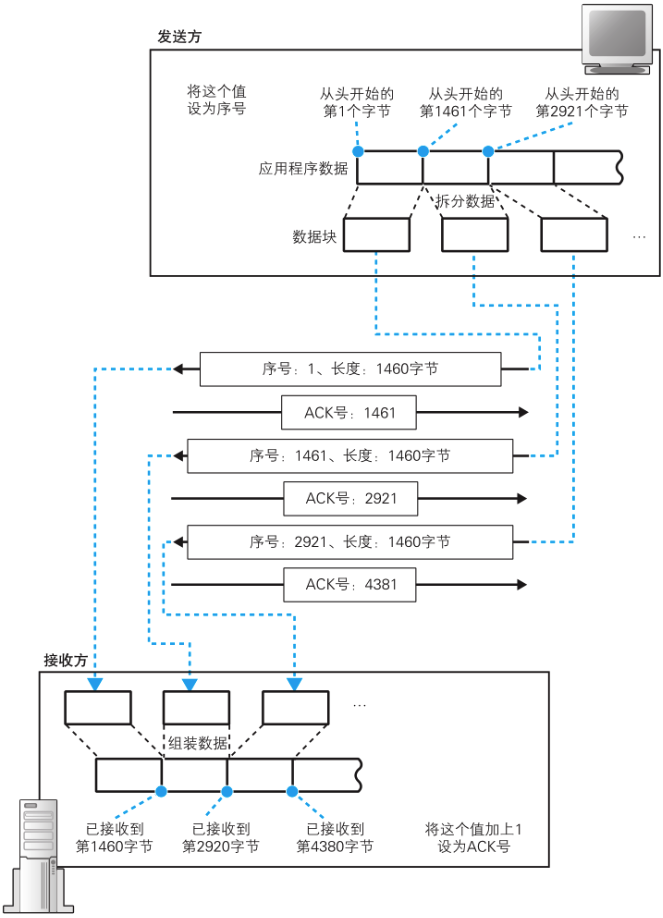 发送方
将这个值
设为序号
从头开始的
第1个字节
从头开始的
第1461个字节
从头开始的
第2921个字节
应用程序数据
拆分数据
数据块
…
序号：1、长度：1460字节
ACK号：1461
序号：1461、长度：1460字节
ACK号：2921
序号：2921、长度：1460字节
ACK号：4381
接收方
…
组装数据
已接收到
第1460字节
已接收到
第2920字节
已接收到
第4380字节
将这个值加上1
设为ACK号